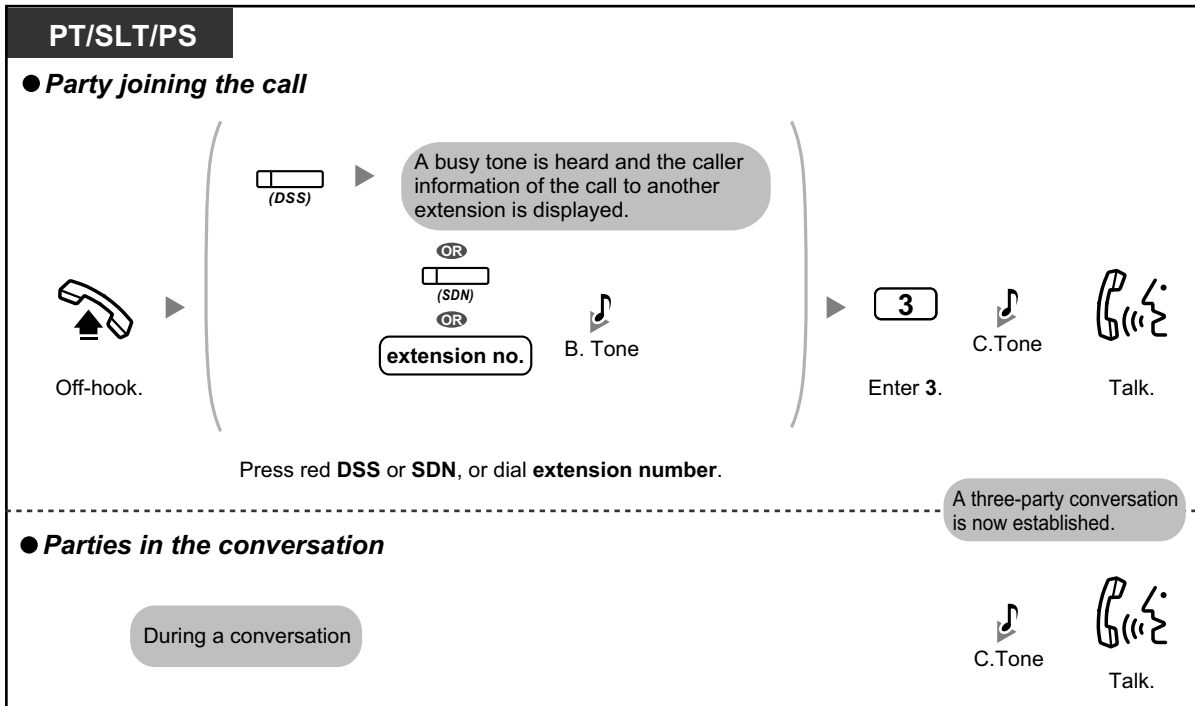 PT/SLT/PS
● Party joining the call
A busy tone is heard and the caller
information of the call to another
extension is displayed.
(DSS)
OR
(SDN)
OR
extension no.
B. Tone
3
C.Tone
Off-hook.
Enter 3.
Talk.
Press red DSS or SDN, or dial extension number.
A three-party conversation
is now established.
● Parties in the conversation
During a conversation
C.Tone
Talk.